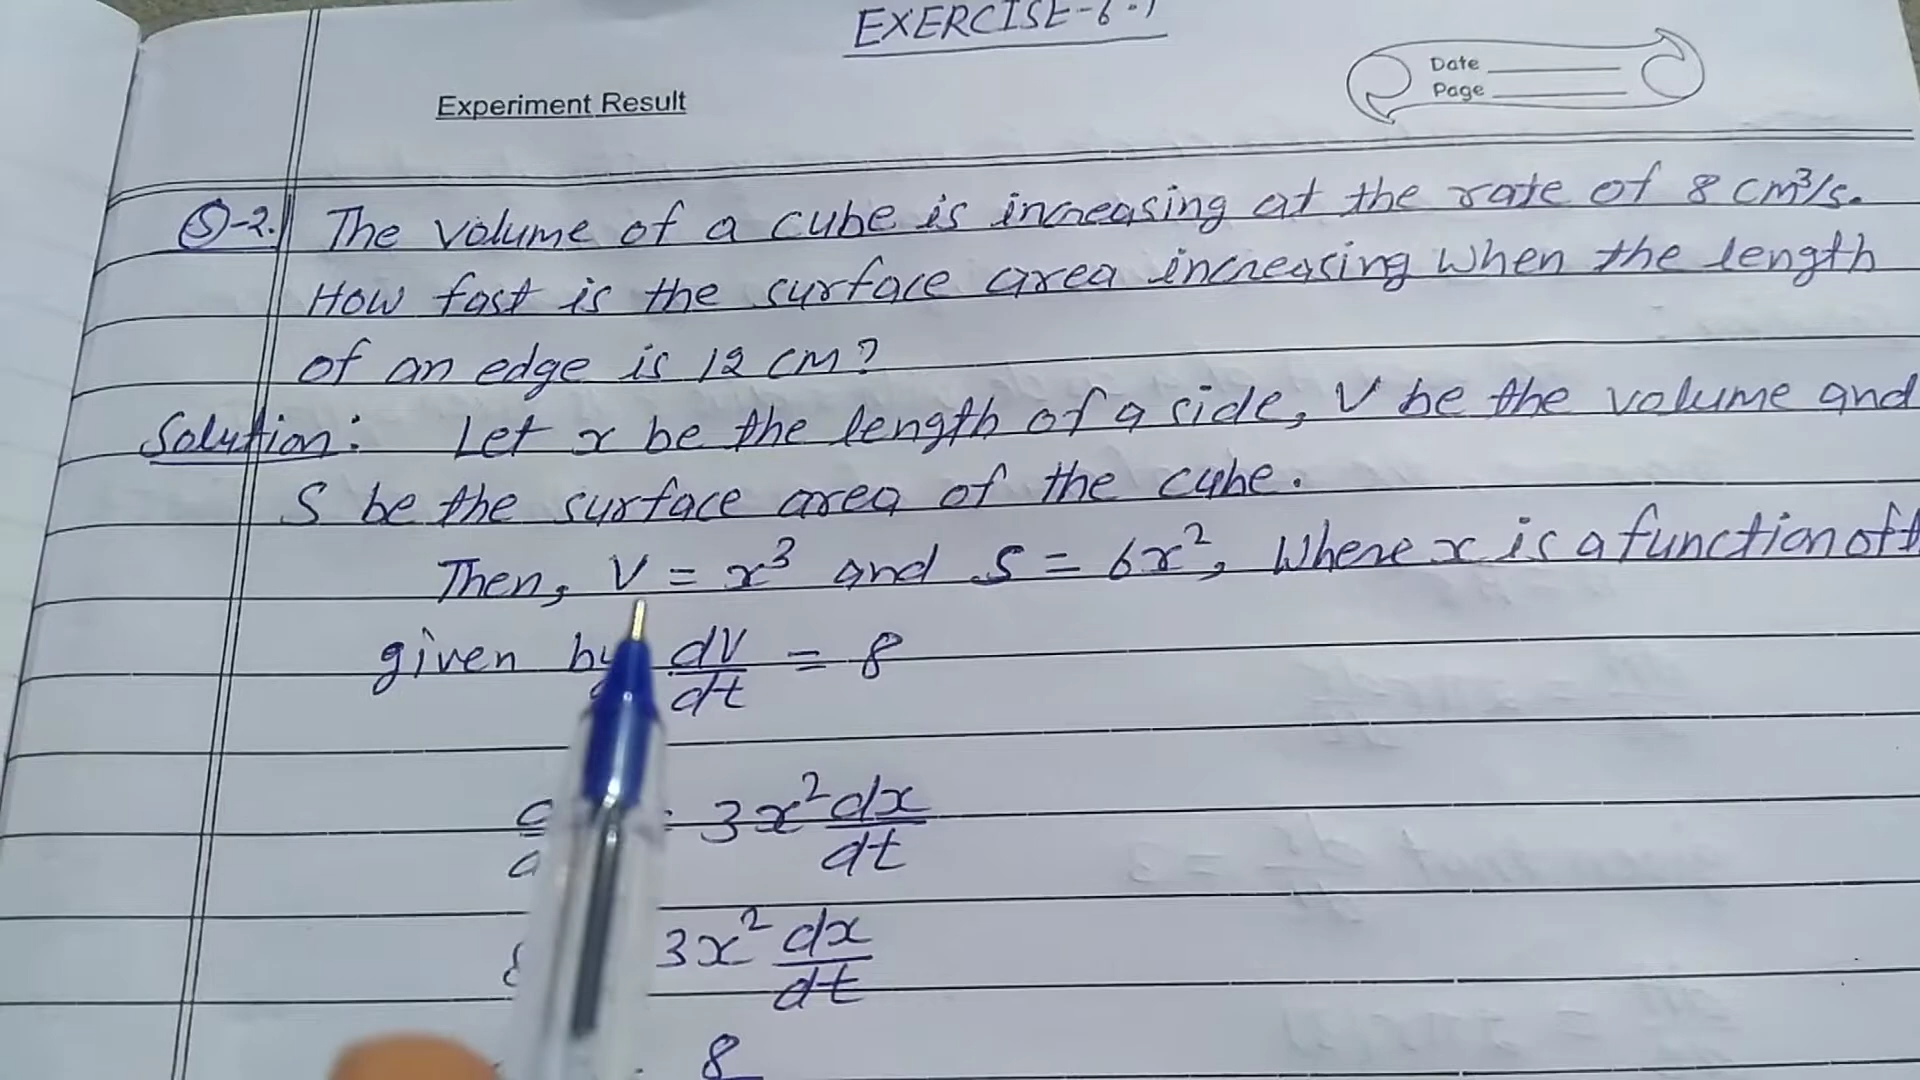 EXERCISE-6.1
Date
Page
Experiment Result
Q-2. The volume of a cube is increasing at the rate of 8 cm³/s.
How fast is the surface area increasing when the length
of an edge is 12 cm?
Solution: Let x be the length of a side, V be the volume and
S be the surface area of the cube.
Then, V = x³ and S = 6x², Where x is a function of t
given by dV/dt = 8
3x² dx/dt
3x² dx/dt
8